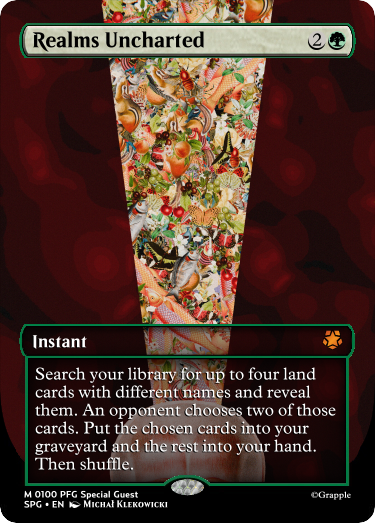 Realms Uncharted 2
Instant
Search your library for up to four land
cards with different names and reveal
them. An opponent chooses two of those
cards. Put the chosen cards into your
graveyard and the rest into your hand.
Then shuffle.
M 0100 PFG Special Guest
SPG • EN Michał Klekowicki
©Grapple